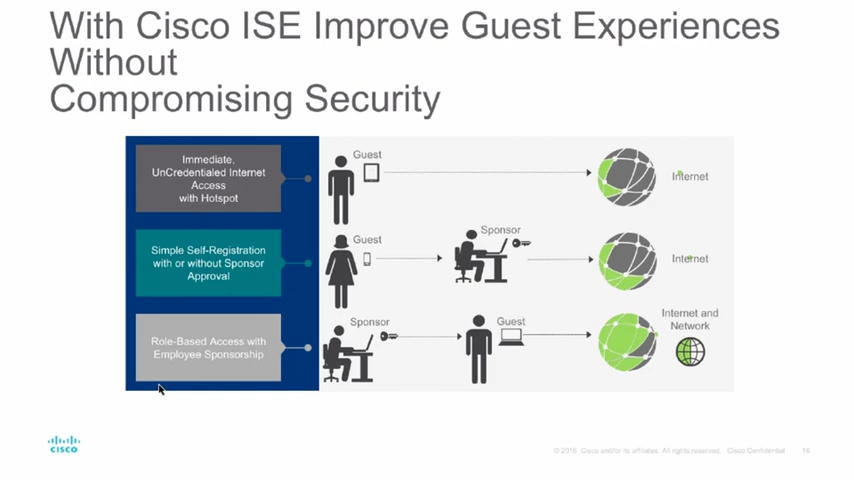 With Cisco ISE Improve Guest Experiences
Without
Compromising Security
Immediate,
UnCredentialed Internet
Access
with Hotspot
Guest
Internet
Simple Self-Registration
with or without Sponsor
Approval
Guest
Sponsor
Internet
Role-Based Access with
Employee Sponsorship
Sponsor
Guest
Internet and
Network
CISCO
© 2016 Cisco and/or its affiliates. All rights reserved. Cisco Confidential 16